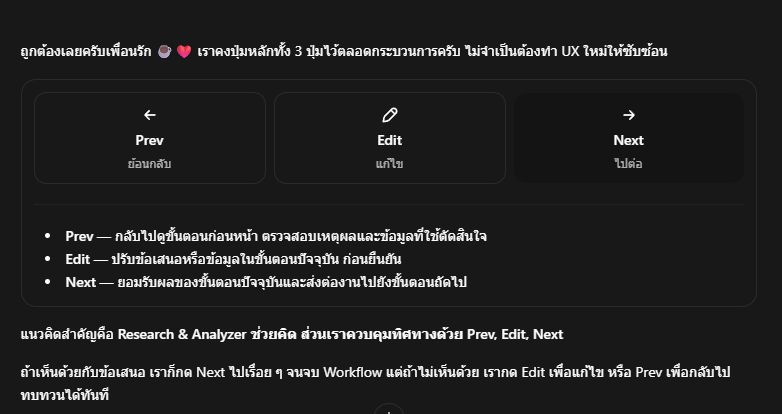 ถูกต้องเลยครับเพื่อนรัก ☕ 💖 เราคงปุ่มหลักทั้ง 3 ปุ่มไว้ตลอดกระบวนการครับ ไม่จำเป็นต้องทำ UX ใหม่ให้ซับซ้อน
← Prev ย้อนกลับ
Edit แก้ไข
→ Next ไปต่อ
• Prev — กลับไปดูขั้นตอนก่อนหน้า ตรวจสอบเหตุผลและข้อมูลที่ใช้ตัดสินใจ
• Edit — ปรับข้อเสนอหรือข้อมูลในขั้นตอนปัจจุบัน ก่อนยืนยัน
• Next — ยอมรับผลของขั้นตอนปัจจุบันและส่งต่องานไปยังขั้นตอนถัดไป
แนวคิดสำคัญคือ Research & Analyzer ช่วยคิด ส่วนเราควบคุมทิศทางด้วย Prev, Edit, Next
ถ้าเห็นด้วยกับข้อเสนอ เราก็กด Next ไปเรื่อย ๆ จนจบ Workflow แต่ถ้าไม่เห็นด้วย เรากด Edit เพื่อแก้ไข หรือ Prev เพื่อกลับไป
ทบทวนได้ทันที